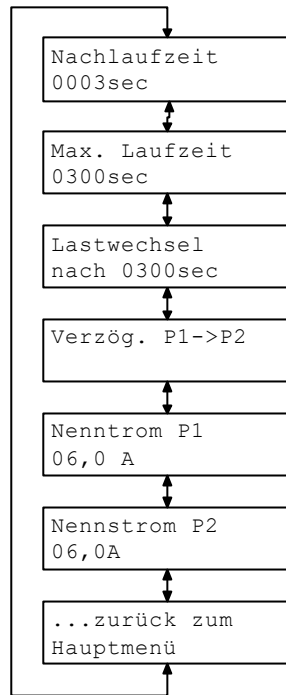 Nachlaufzeit
0003sec
Max. Laufzeit
0300sec
Lastwechsel
nach 0300sec
Verzög. P1->P2
Nenntrom P1
06,0 A
Nennstrom P2
06,0A
...zurück zum
Hauptmenü